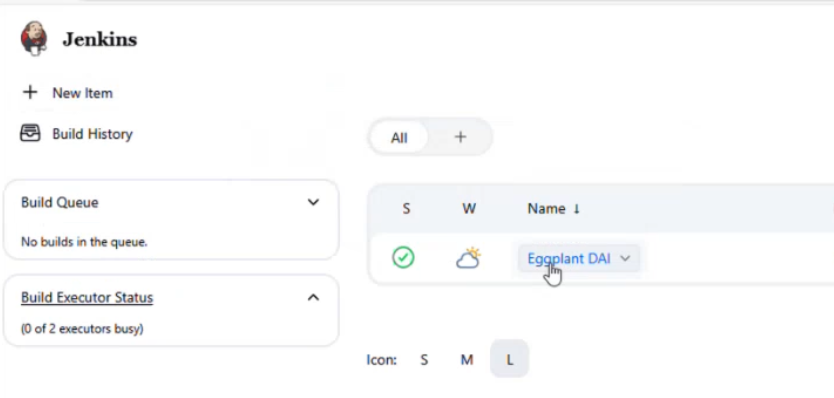 Jenkins
New Item
Build History
All +
Build Queue
No builds in the queue.
Build Executor Status
(0 of 2 executors busy)
S W Name ↓
Eggplant DAI
Icon: S M L